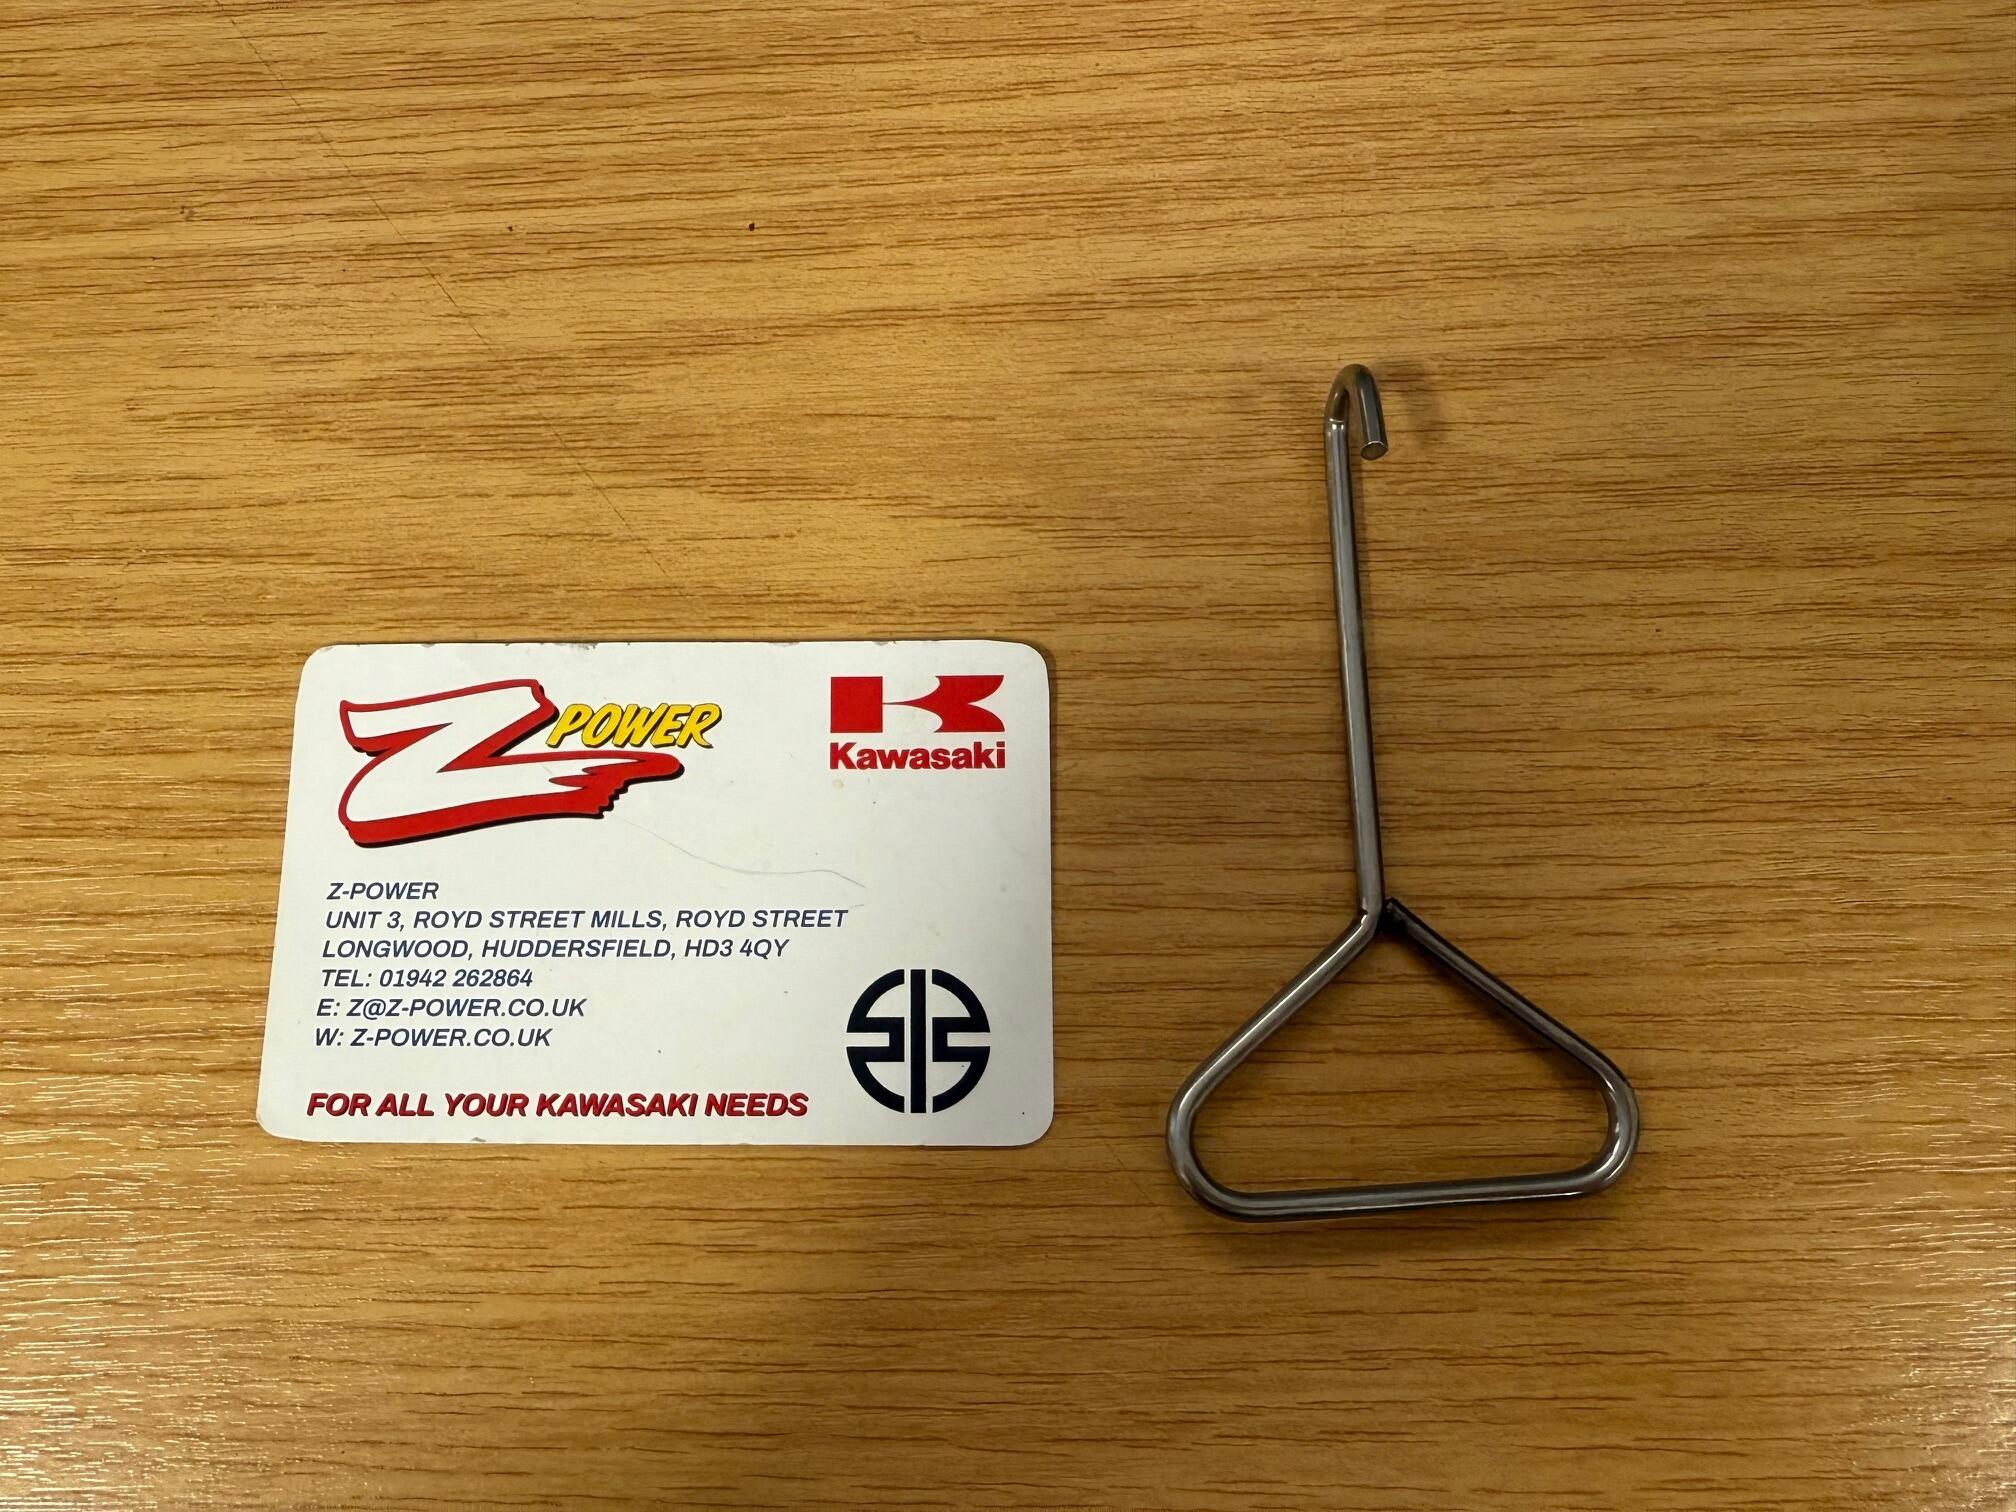 Z POWER
Kawasaki
Z-POWER
UNIT 3, ROYD STREET MILLS, ROYD STREET
LONGWOOD, HUDDERSFIELD, HD3 4QY
TEL: 01942 262864
E: Z@Z-POWER.CO.UK
W: Z-POWER.CO.UK
FOR ALL YOUR KAWASAKI NEEDS